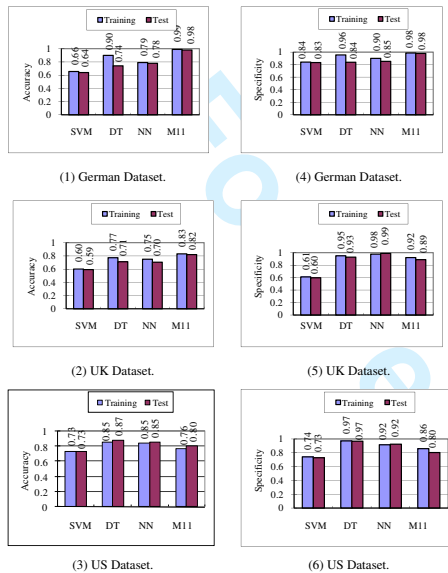 Training Test
Accuracy
1
0.8
0.6
0.4
0.2
0
0.66 0.64 0.90 0.74 0.79 0.78 0.99 0.98
SVM DT NN M11
(1) German Dataset.
Training Test
Specificity
1
0.8
0.6
0.4
0.2
0
0.84 0.83 0.96 0.84 0.90 0.85 0.98 0.98
SVM DT NN M11
(4) German Dataset.
Training Test
Accuracy
1
0.8
0.6
0.4
0.2
0
0.60 0.59 0.77 0.71 0.75 0.70 0.83 0.82
SVM DT NN M11
(2) UK Dataset.
Training Test
Specificity
1
0.8
0.6
0.4
0.2
0
0.61 0.60 0.95 0.93 0.98 0.99 0.92 0.89
SVM DT NN M11
(5) UK Dataset.
Training Test
Accuracy
1
0.8
0.6
0.4
0.2
0
0.73 0.73 0.85 0.87 0.85 0.85 0.76 0.80
SVM DT NN M11
(3) US Dataset.
Training Test
Specificity
1
0.8
0.6
0.4
0.2
0
0.74 0.73 0.97 0.97 0.92 0.92 0.86 0.80
SVM DT NN M11
(6) US Dataset.